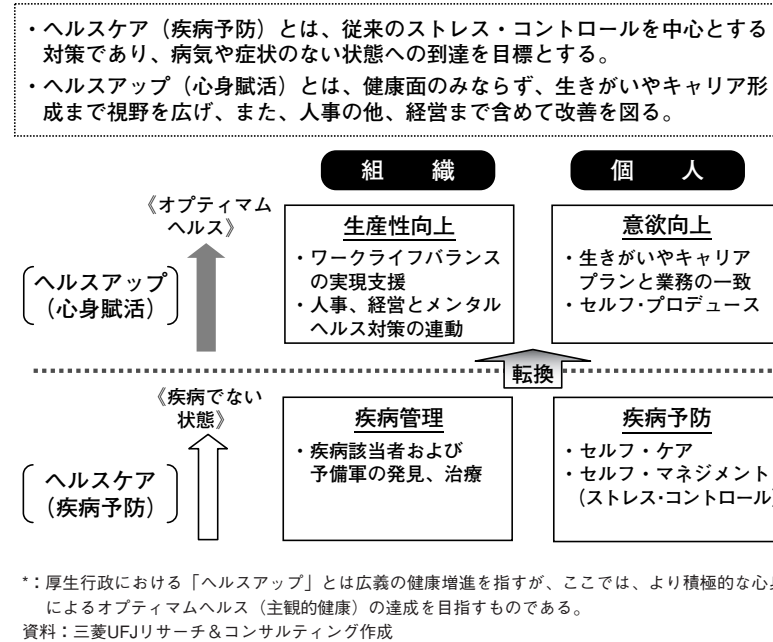 ・ヘルスケア（疾病予防）とは、従来のストレス・コントロールを中心とする
対策であり、病気や症状のない状態への到達を目標とする。
・ヘルスアップ（心身賦活）とは、健康面のみならず、生きがいやキャリア形
成まで視野を広げ、また、人事の他、経営まで含めて改善を図る。
組　織
個　人
《オプティマム
ヘルス》
ヘルスアップ
（心身賦活）
生産性向上
・ワークライフバランス
の実現支援
・人事、経営とメンタル
ヘルス対策の連動
意欲向上
・生きがいやキャリア
プランと業務の一致
・セルフ・プロデュース
転換
《疾病でない
状態》
ヘルスケア
（疾病予防）
疾病管理
・疾病該当者および
予備軍の発見、治療
疾病予防
・セルフ・ケア
・セルフ・マネジメント
（ストレス・コントロール）
*：厚生行政における「ヘルスアップ」とは広義の健康増進を指すが、ここでは、より積極的な心身
によるオプティマムヘルス（主観的健康）の達成を目指すものである。
資料：三菱UFJリサーチ＆コンサルティング作成